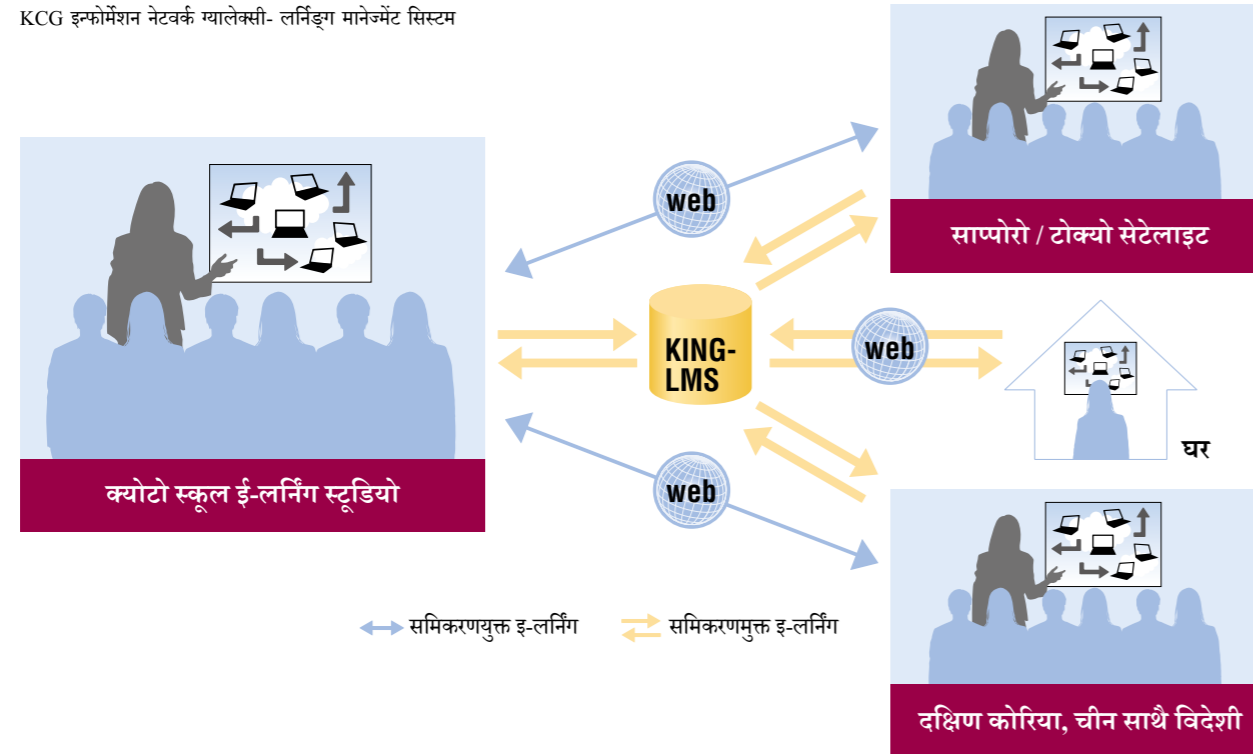 KCG इन्फोर्मेशन नेटवर्क ग्यालेक्सी- लर्निङ्ग मानेज्मेंट सिस्टम
web
साप्पोरो / टोक्यो सेटेलाइट
KING-
LMS
web
घर
क्योटो स्कूल ई-लर्निंग स्टूडियो
web
समिकरणयुक्त इ-लर्निंग
समिकरणमुक्त इ-लर्निंग
दक्षिण कोरिया, चीन साथै विदेशी